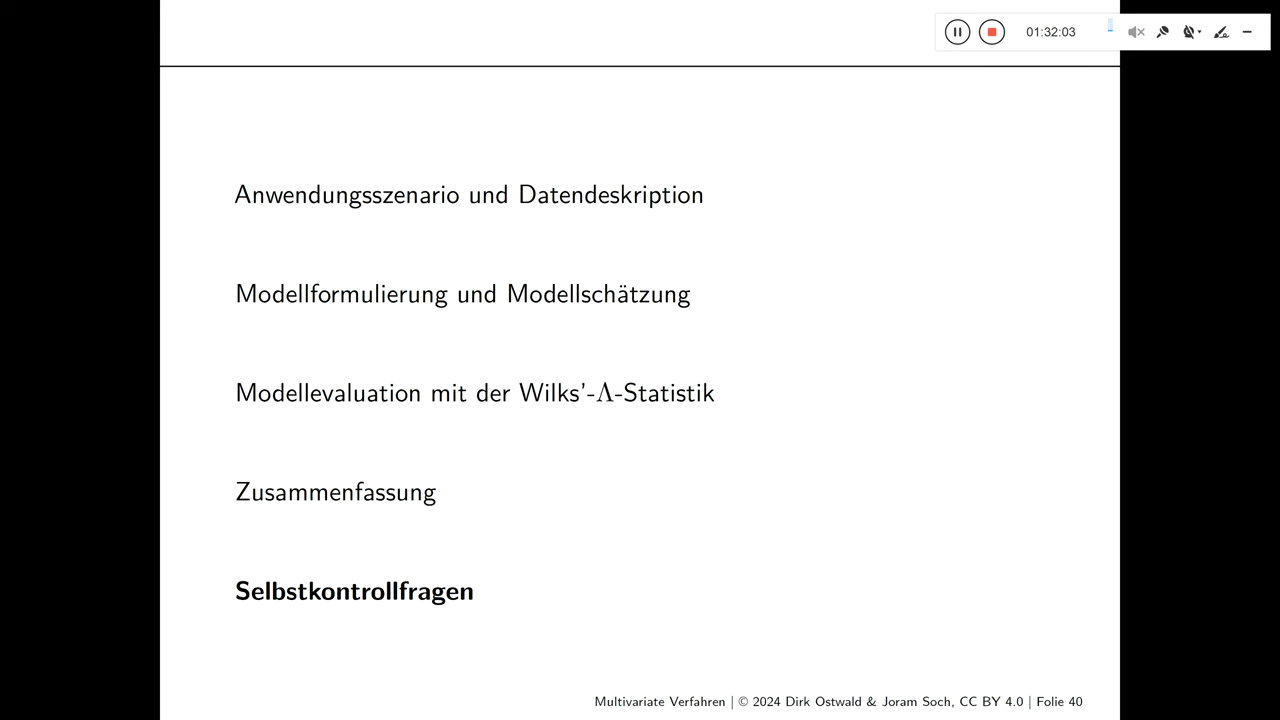 01:32:03
Anwendungsszenario und Datendeskription
Modellformulierung und Modellschätzung
Modellevaluation mit der Wilks'-Λ-Statistik
Zusammenfassung
Selbstkontrollfragen
Multivariate Verfahren | © 2024 Dirk Ostwald & Joram Soch, CC BY 4.0 | Folie 40